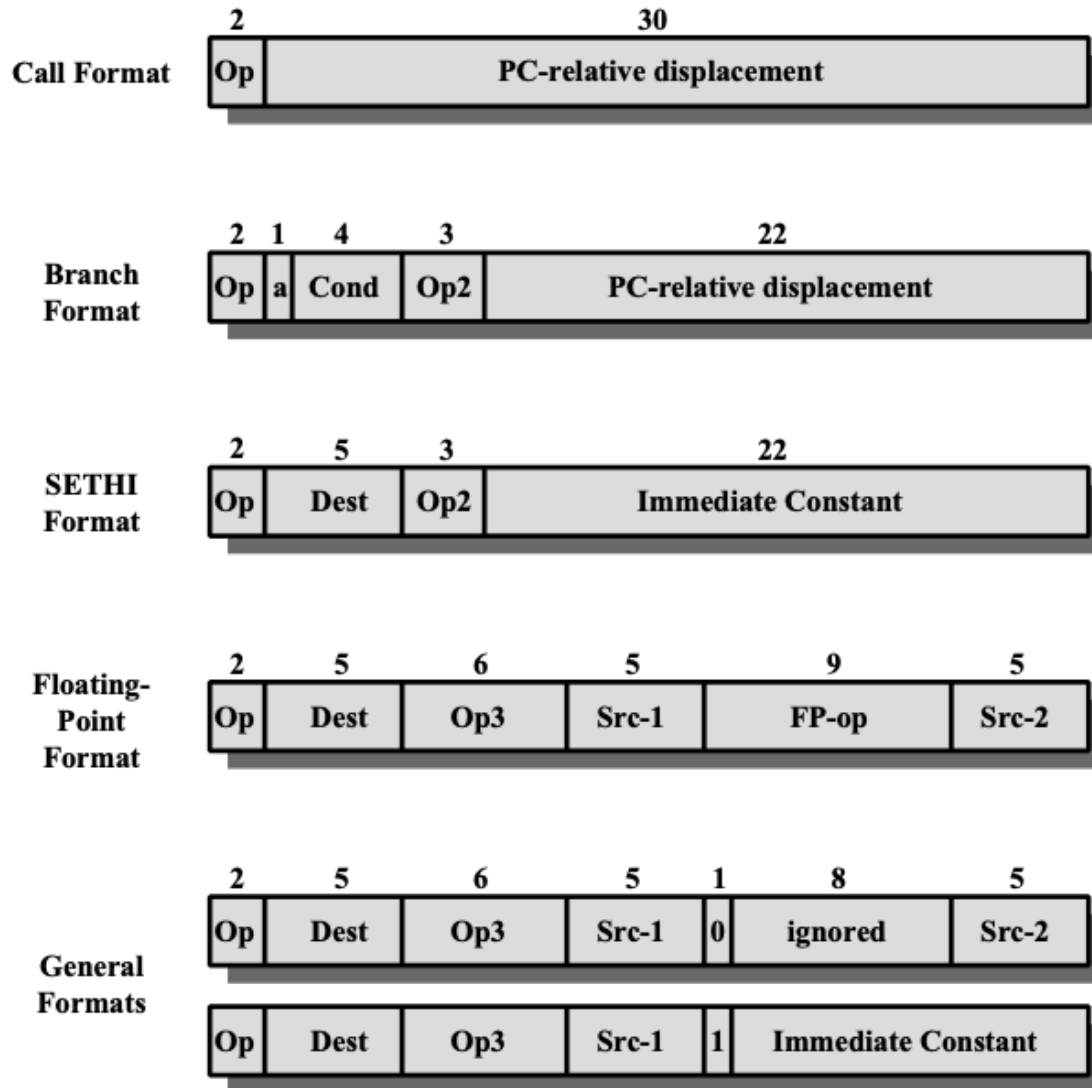 2 30
Call Format Op PC-relative displacement
2 1 4 3 22
Branch
Format
Op a Cond Op2 PC-relative displacement
2 5 3 22
SETHI
Format
Op Dest Op2 Immediate Constant
2 5 6 5 9 5
Floating-
Point
Format
Op Dest Op3 Src-1 FP-op Src-2
2 5 6 5 1 8 5
Op Dest Op3 Src-1 0 ignored Src-2
General
Formats
Op Dest Op3 Src-1 1 Immediate Constant